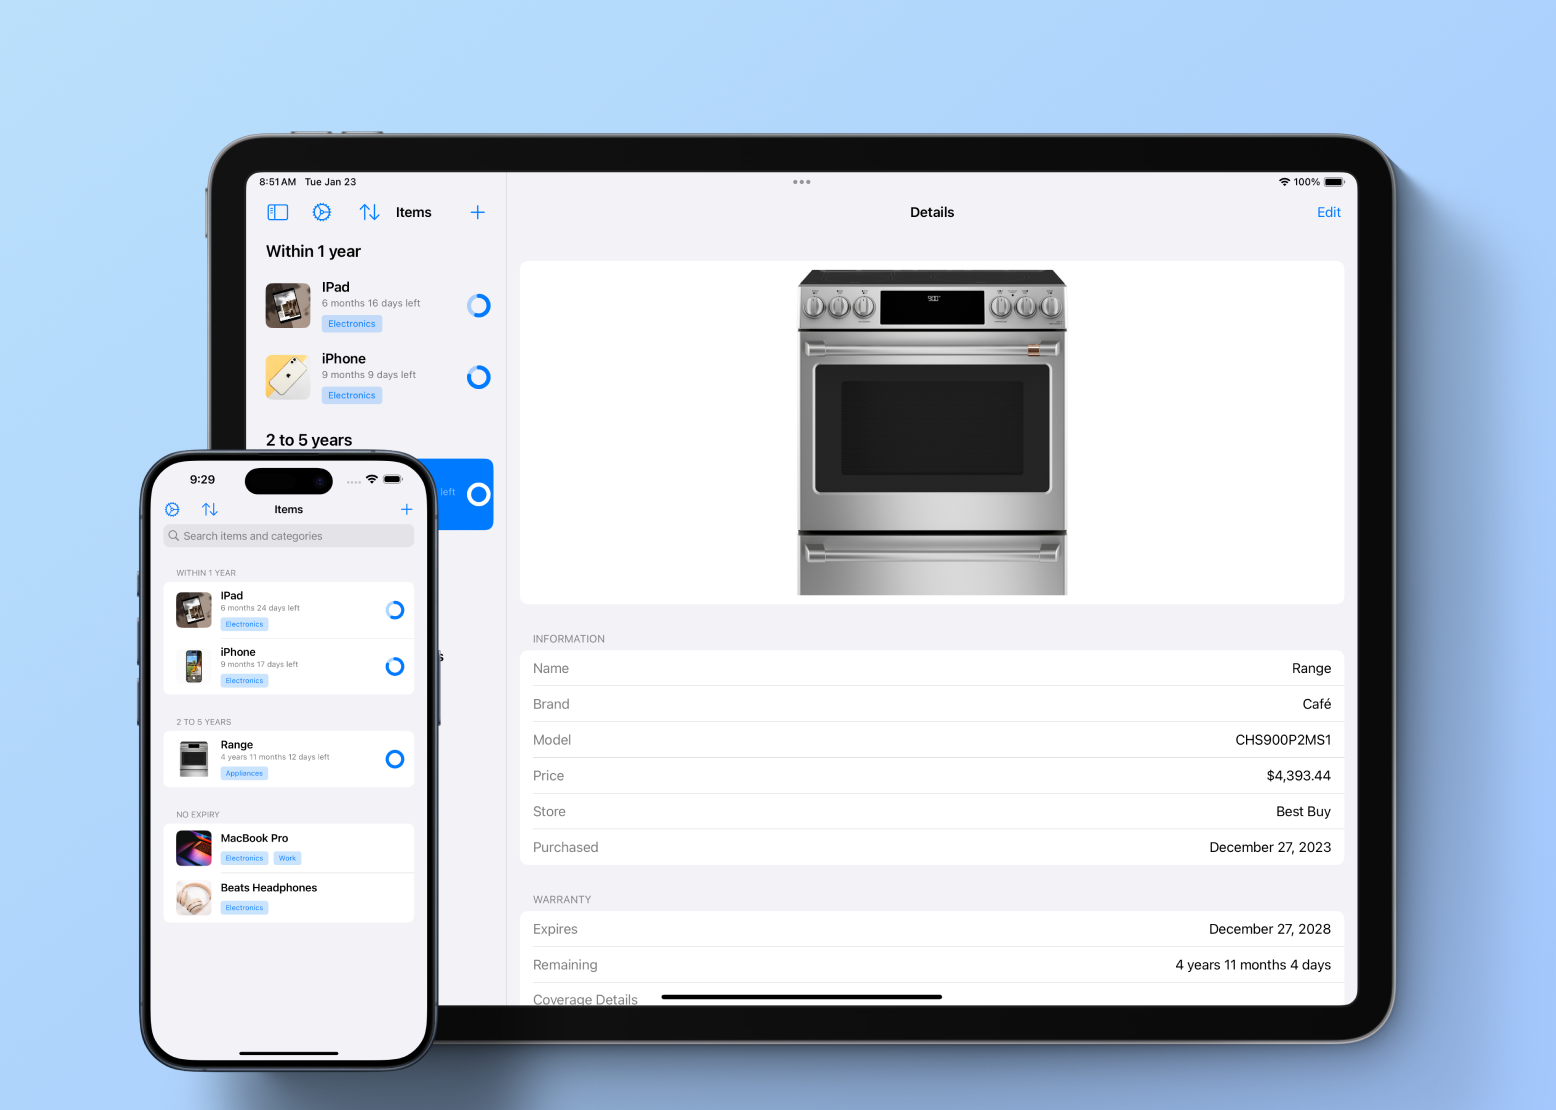 8:51 AM Tue Jan 23
100%
Items
Details
Edit
Within 1 year
IPad
6 months 16 days left
Electronics
iPhone
9 months 9 days left
Electronics
2 to 5 years
left
s
INFORMATION
Name Range
Brand Café
Model CHS900P2MS1
Price $4,393.44
Store Best Buy
Purchased December 27, 2023
WARRANTY
Expires December 27, 2028
Remaining 4 years 11 months 4 days
Coverage Details
9:29
Items
Search items and categories
WITHIN 1 YEAR
IPad
6 months 24 days left
Electronics
iPhone
9 months 17 days left
Electronics
2 TO 5 YEARS
Range
4 years 11 months 12 days left
Appliances
NO EXPIRY
MacBook Pro
Electronics Work
Beats Headphones
Electronics